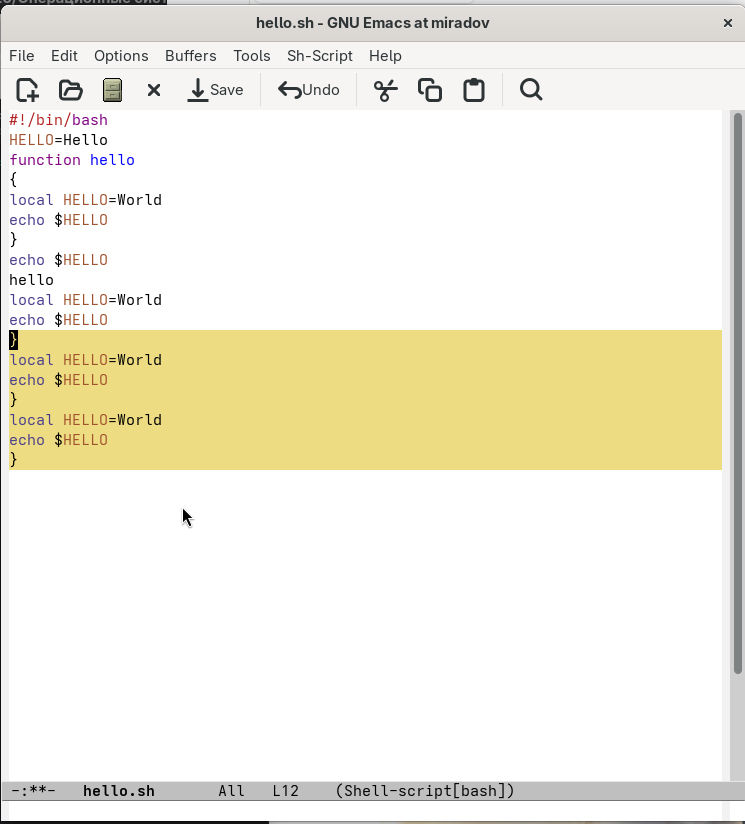 hello.sh - GNU Emacs at miradov
File Edit Options Buffers Tools Sh-Script Help
Save Undo
#!/bin/bash
HELLO=Hello
function hello
{
local HELLO=World
echo $HELLO
}
echo $HELLO
hello
local HELLO=World
echo $HELLO
}
local HELLO=World
echo $HELLO
}
local HELLO=World
echo $HELLO
}
-:**- hello.sh All L12 (Shell-script[bash])